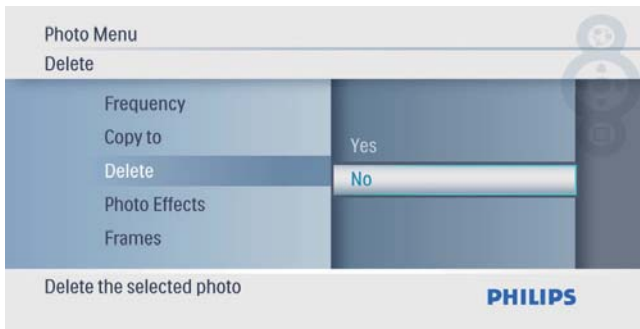 Photo Menu
Delete
Frequency
Copy to
Delete
Photo Effects
Frames
Yes
No
Delete the selected photo
PHILIPS